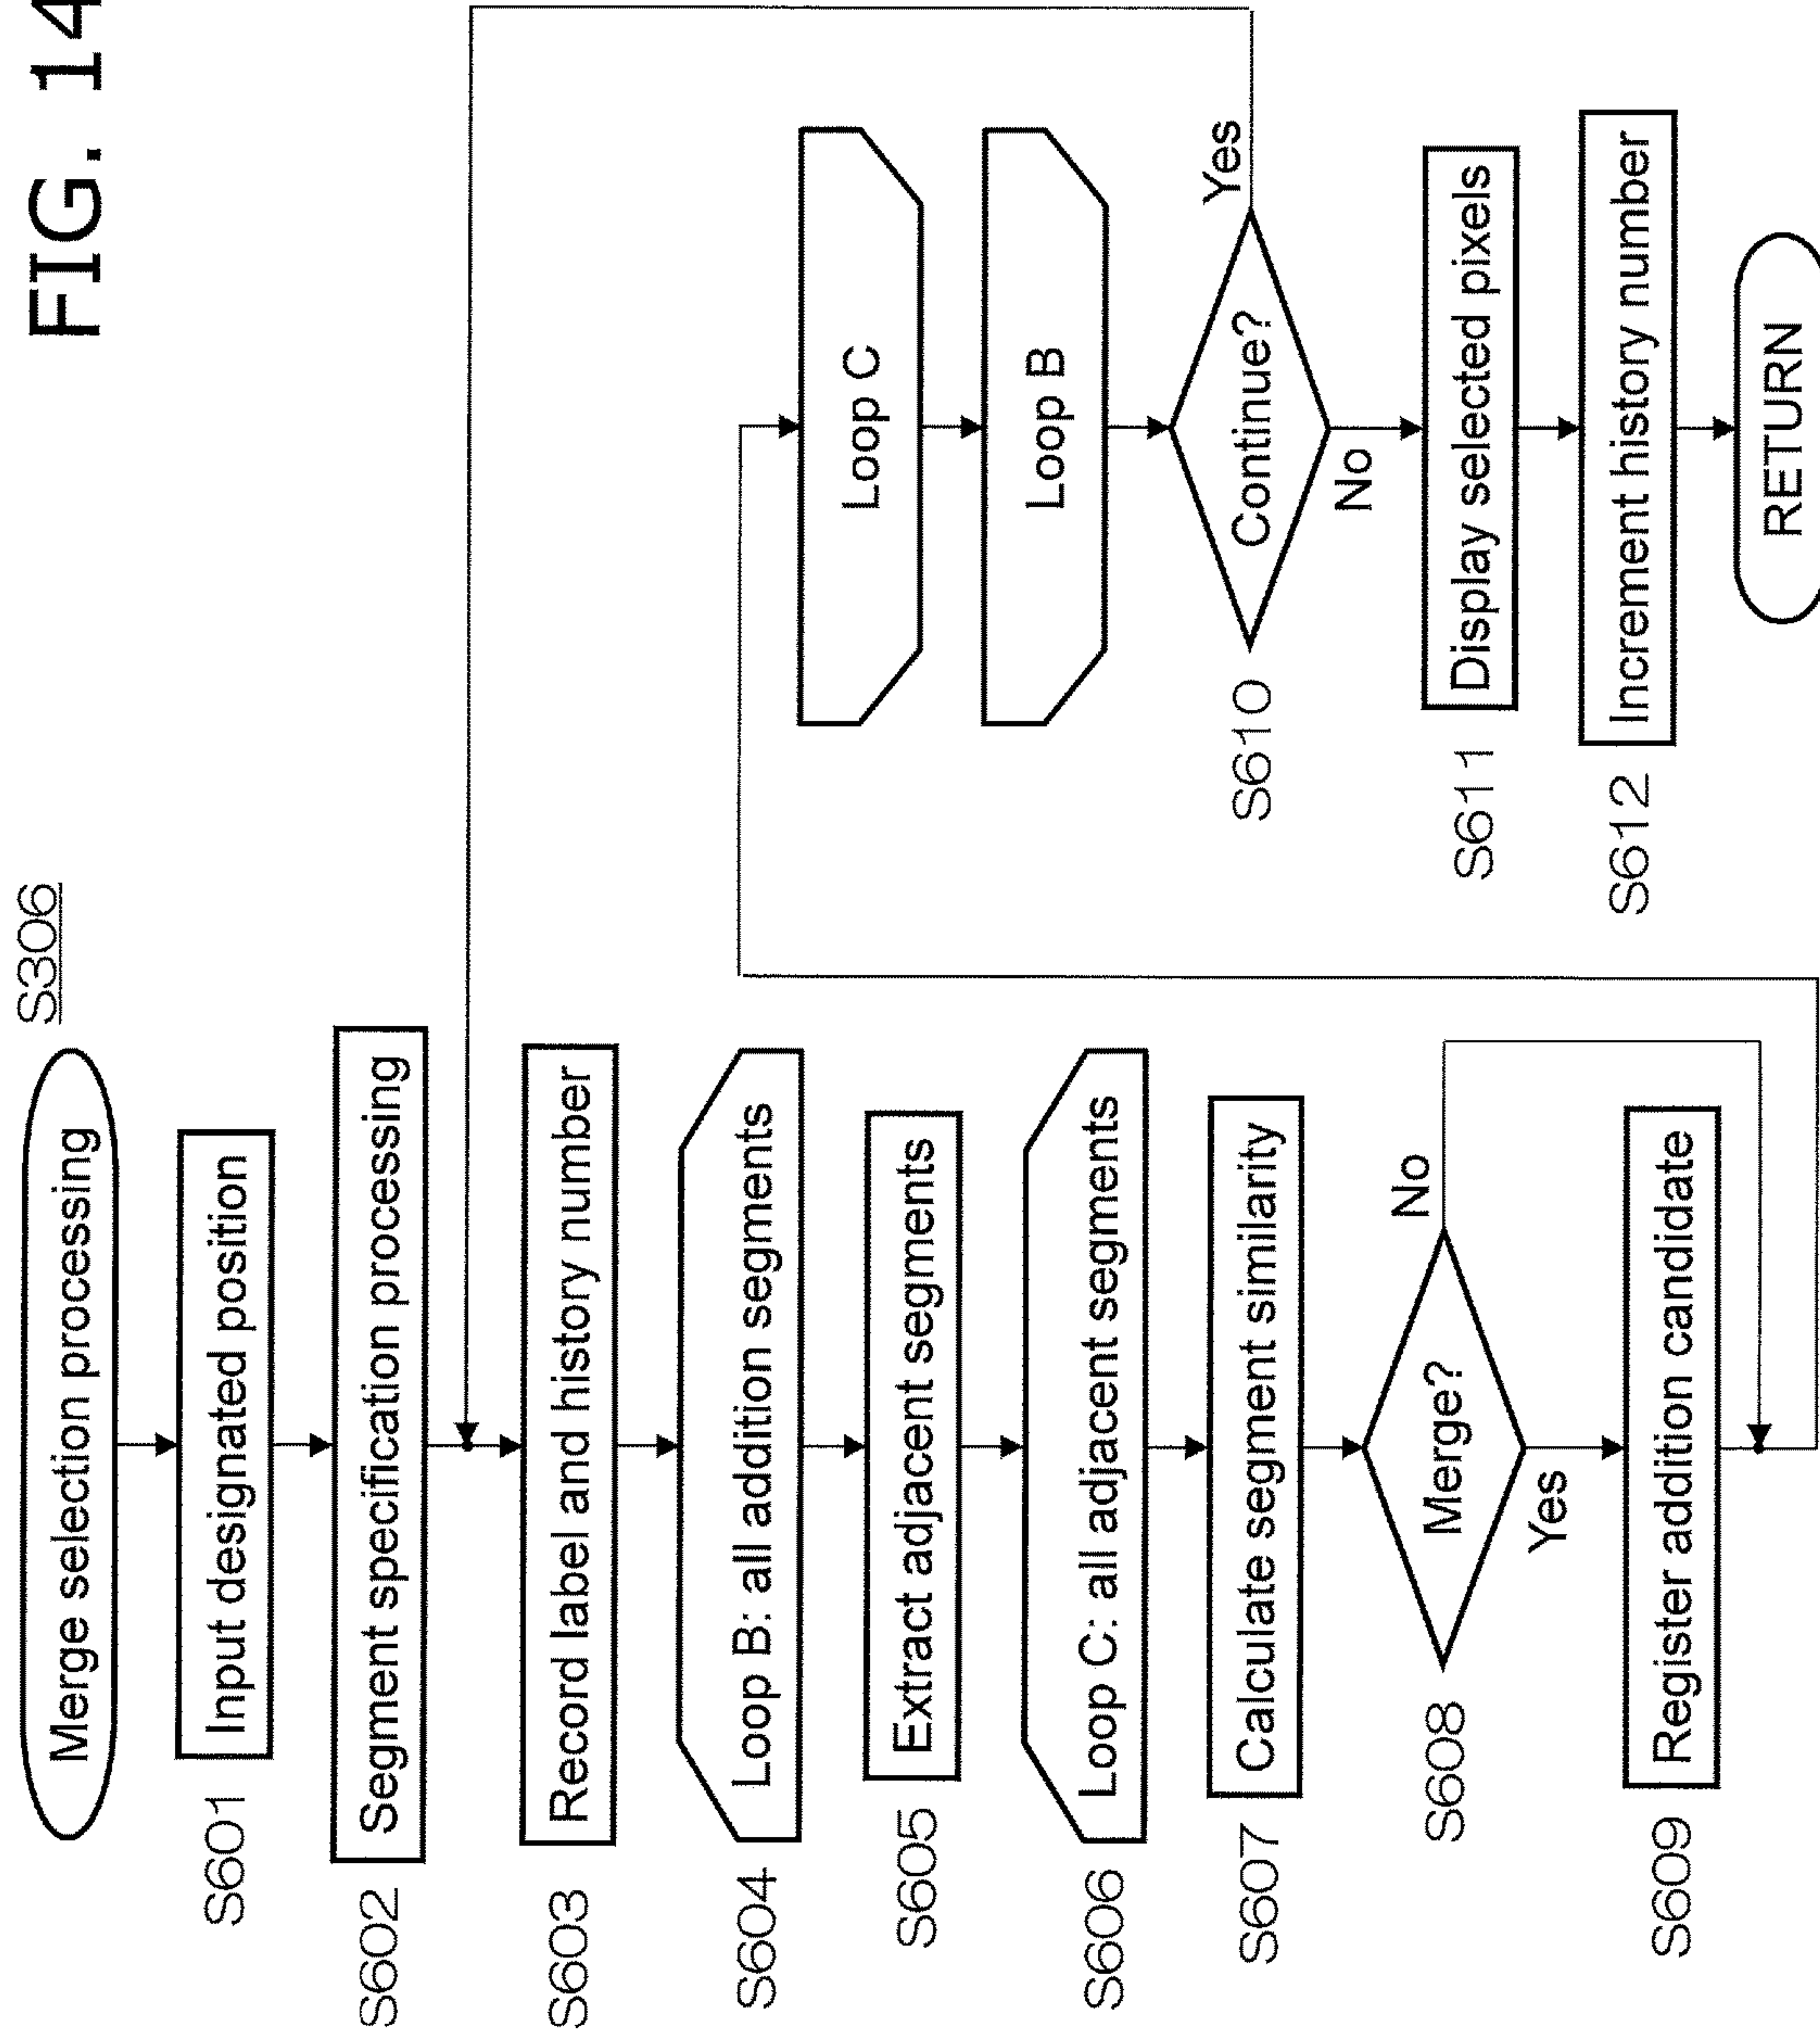 FIG. 14
S306
Merge selection processing
S601
Input designated position
S602
Segment specification processing
S603
Record label and history number
S604
Loop B: all addition segments
S605
Extract adjacent segments
S606
Loop C: all adjacent segments
S607
Calculate segment similarity
S608
Merge?
No
Yes
S609
Register addition candidate
Loop C
Loop B
S610
Continue?
Yes
No
S611
Display selected pixels
S612
Increment history number
RETURN